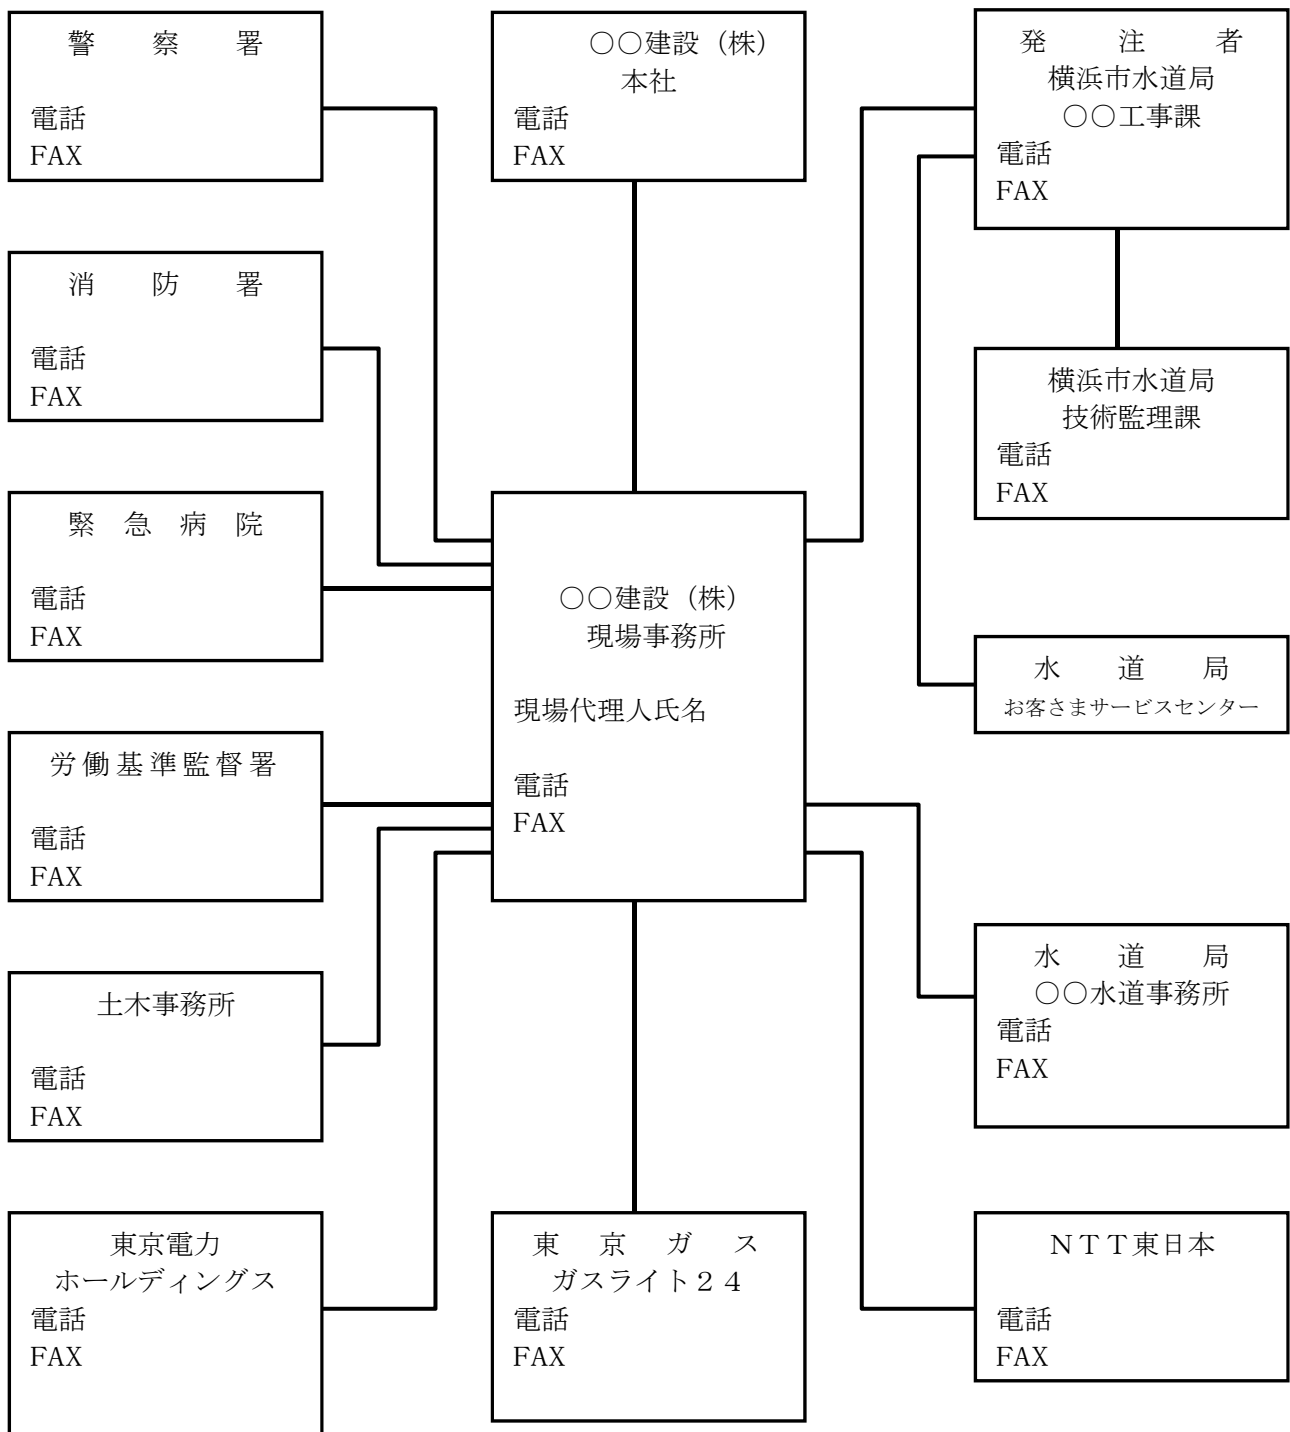 警察署
電話
FAX
○○建設（株）
本社
電話
FAX
発注者
横浜市水道局
○○工事課
電話
FAX
消防署
電話
FAX
横浜市水道局
技術監理課
電話
FAX
緊急病院
電話
FAX
○○建設（株）
現場事務所
現場代理人氏名
電話
FAX
水道局
お客さまサービスセンター
労働基準監督署
電話
FAX
水道局
○○水道事務所
電話
FAX
土木事務所
電話
FAX
東京電力
ホールディングス
電話
FAX
東京ガス
ガスライト２４
電話
FAX
ＮＴＴ東日本
電話
FAX